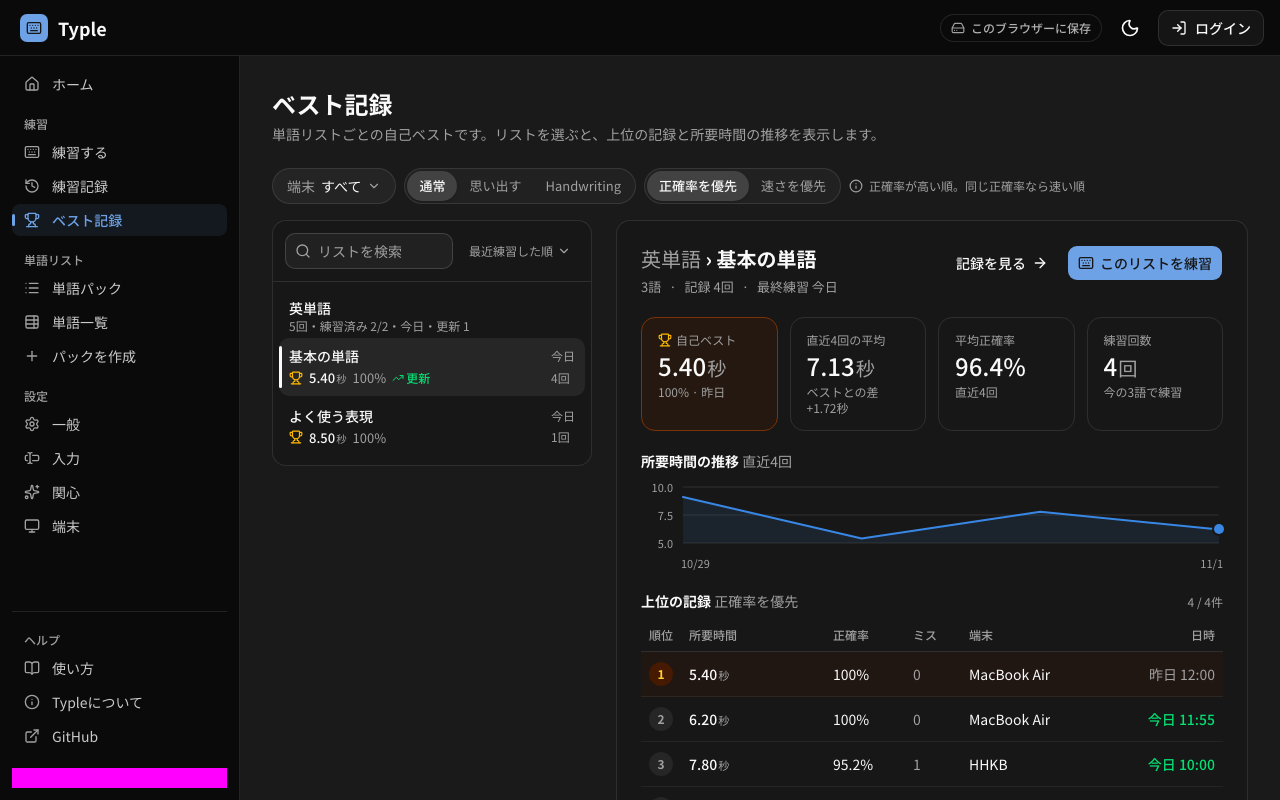 Typle
このブラウザーに保存
ログイン
ホーム
練習
練習する
練習記録
ベスト記録
単語リスト
単語パック
単語一覧
パックを作成
設定
一般
入力
関心
端末
ヘルプ
使い方
Typleについて
GitHub
ベスト記録
単語リストごとの自己ベストです。リストを選ぶと、上位の記録と所要時間の推移を表示します。
端末 すべて
通常 思い出す Handwriting
正確率を優先 速さを優先
正確率が高い順。同じ正確率なら速い順
リストを検索
最近練習した順
英単語
5回・練習済み 2/2・今日・更新 1
基本の単語 今日
5.40秒 100% 更新 4回
よく使う表現 今日
8.50秒 100% 1回
英単語 › 基本の単語
3語 · 記録 4回 · 最終練習 今日
記録を見る
このリストを練習
自己ベスト
5.40秒
100% · 昨日
直近4回の平均
7.13秒
ベストとの差
+1.72秒
平均正確率
96.4%
直近4回
練習回数
4回
今の3語で練習
所要時間の推移 直近4回
10.0
7.5
5.0
10/29 11/1
上位の記録 正確率を優先 4 / 4件
順位 所要時間 正確率 ミス 端末 日時
1 5.40秒 100% 0 MacBook Air 昨日 12:00
2 6.20秒 100% 0 MacBook Air 今日 11:55
3 7.80秒 95.2% 1 HHKB 今日 10:00